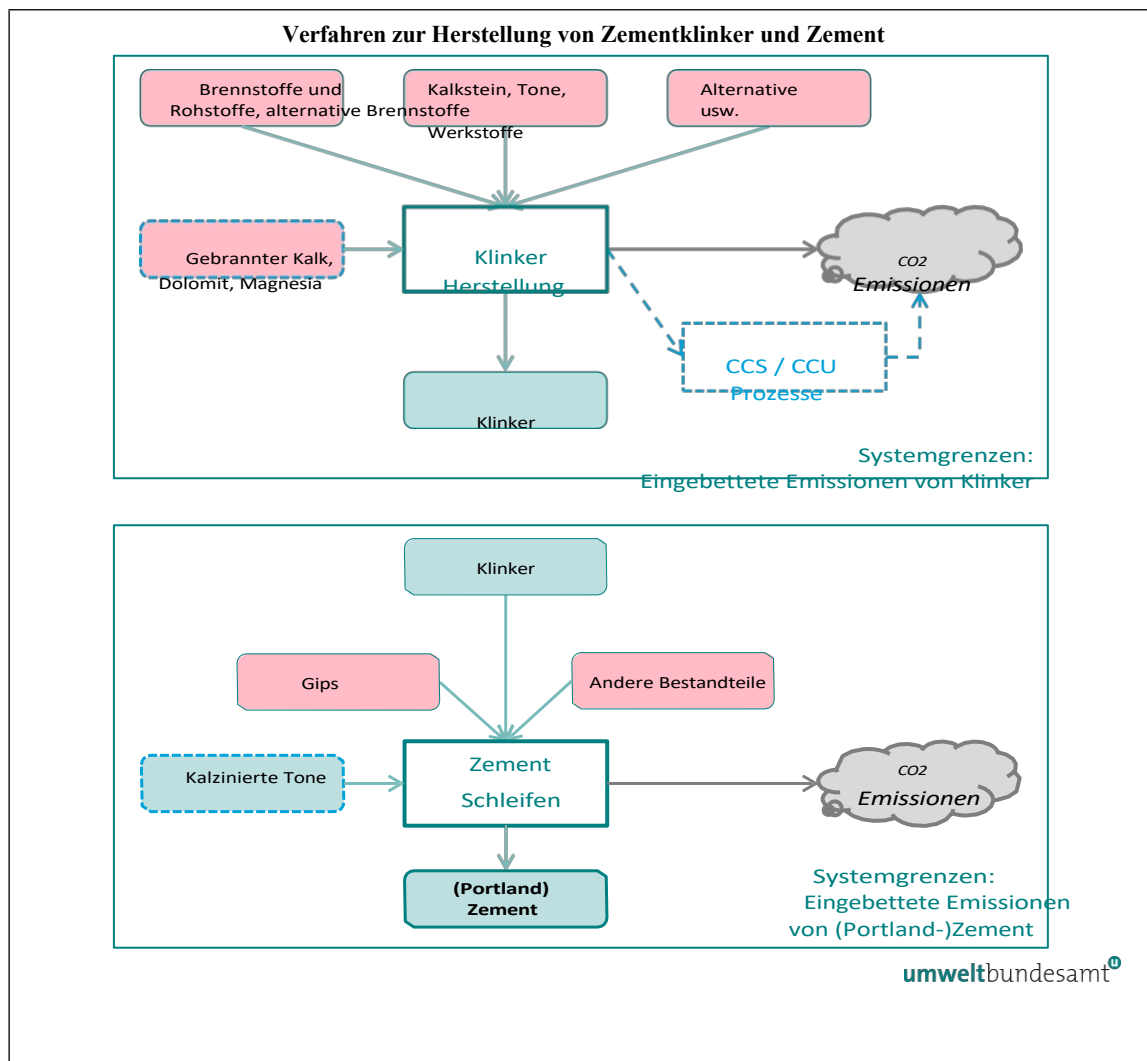 Verfahren zur Herstellung von Zementklinker und Zement
Brennstoffe und
Rohstoffe, alternative Brennstoffe
Kalkstein, Tone,
Werkstoffe
Alternative
usw.
Gebrannter Kalk,
Dolomit, Magnesia
Klinker
Herstellung
CO2
Emissionen
CCS / CCU
Prozesse
Klinker
Systemgrenzen:
Eingebettete Emissionen von Klinker
Klinker
Gips
Andere Bestandteile
Kalzinierte Tone
Zement
Schleifen
CO2
Emissionen
(Portland)
Zement
Systemgrenzen:
Eingebettete Emissionen
von (Portland-)Zement
umweltbundesamt u